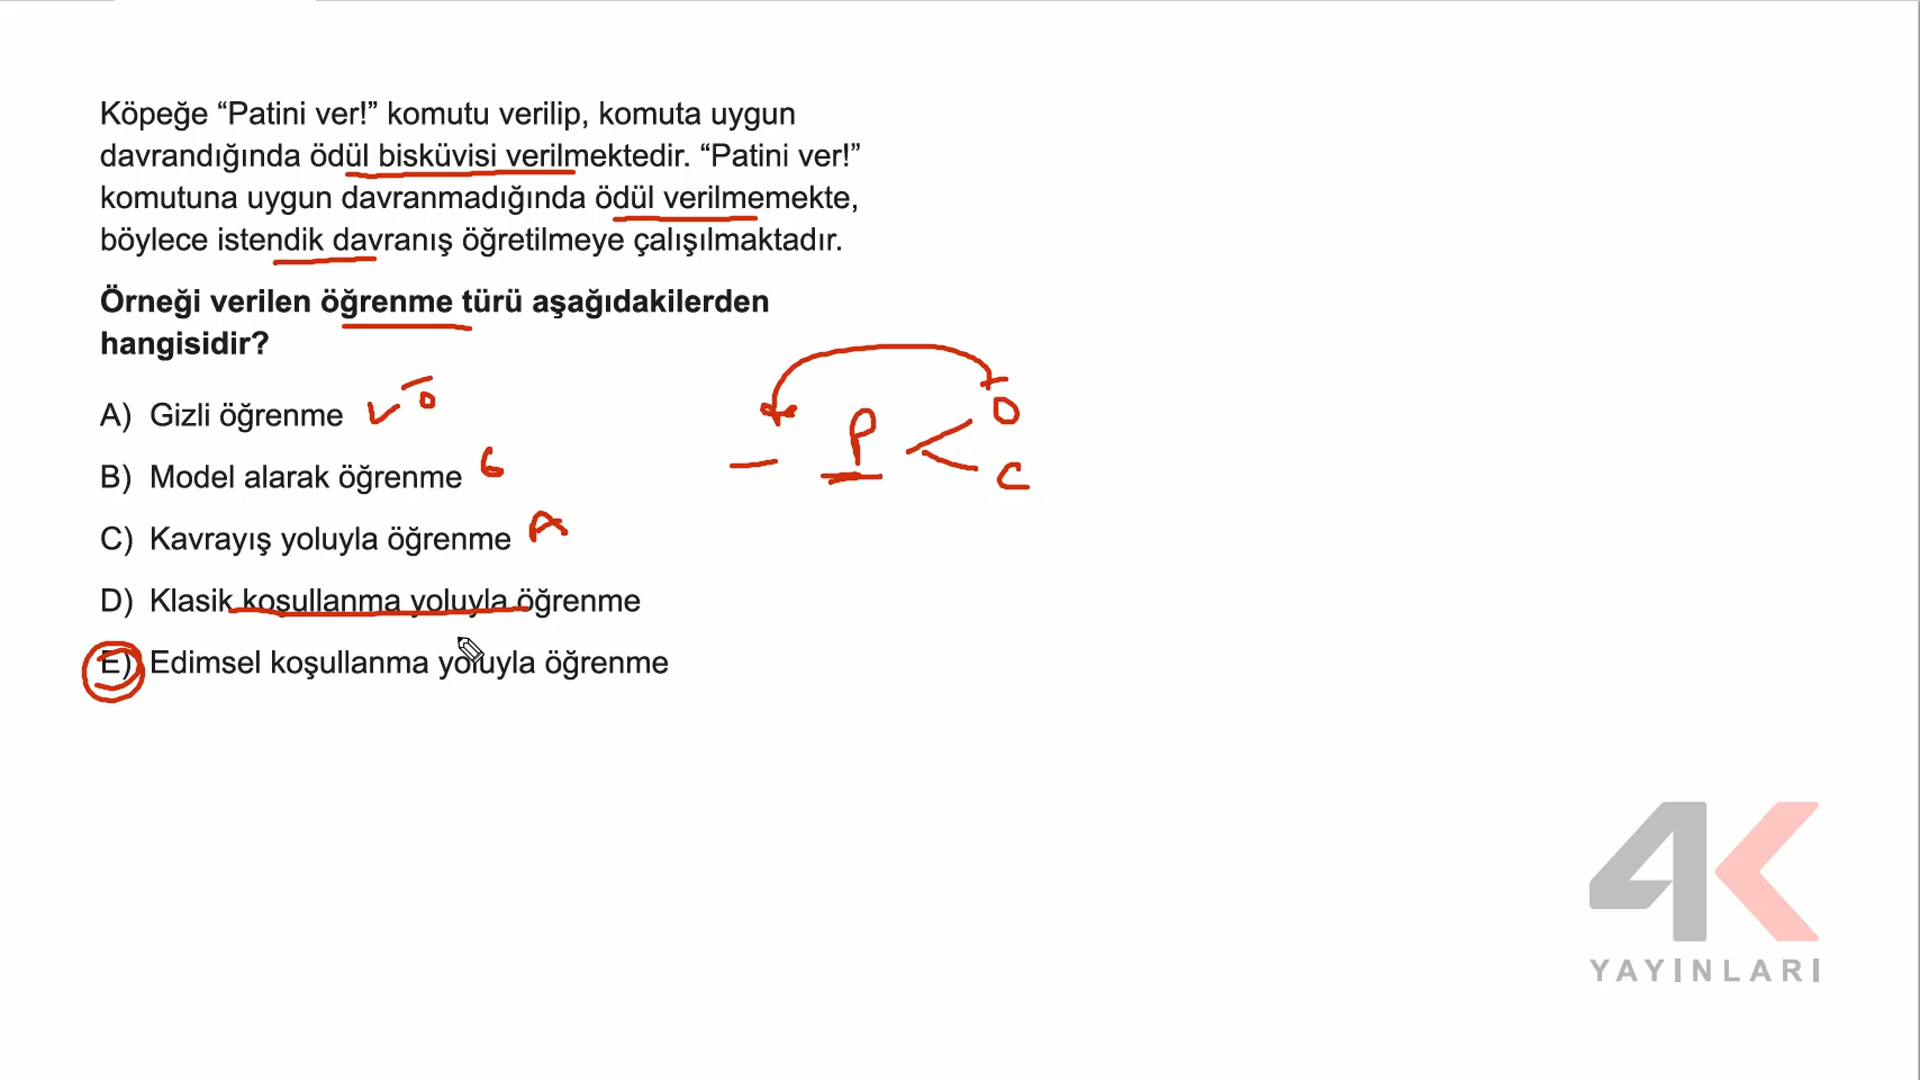 Köpeğe “Patini ver!” komutu verilip, komuta uygun
davrandığında ödül bisküvisi verilmektedir. “Patini ver!”
komutuna uygun davranmadığında ödül verilmemekte,
böylece istendik davranış öğretilmeye çalışılmaktadır.
Örneği verilen öğrenme türü aşağıdakilerden
hangisidir?
A) Gizli öğrenme
B) Model alarak öğrenme
C) Kavrayış yoluyla öğrenme
D) Klasik koşullanma yoluyla öğrenme
E) Edimsel koşullanma yoluyla öğrenme
P
C
4K
YAYINLARI